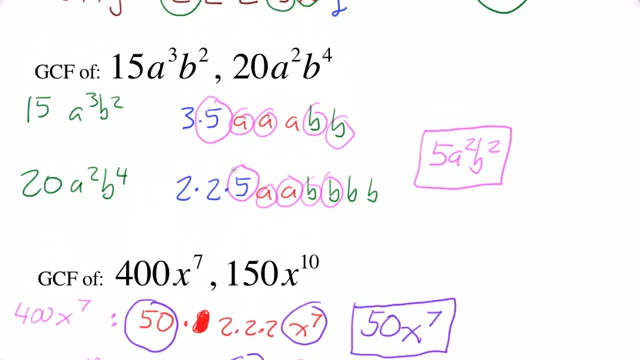 GCF of: 15a³b², 20a²b⁴
15 a³b² 3·5 a a a b b
5a²b²
20a²b⁴ 2·2·5 a a b b b b
GCF of: 400x⁷, 150x¹⁰
400x⁷ : 50 · 2·2·2 x⁷ 50x⁷